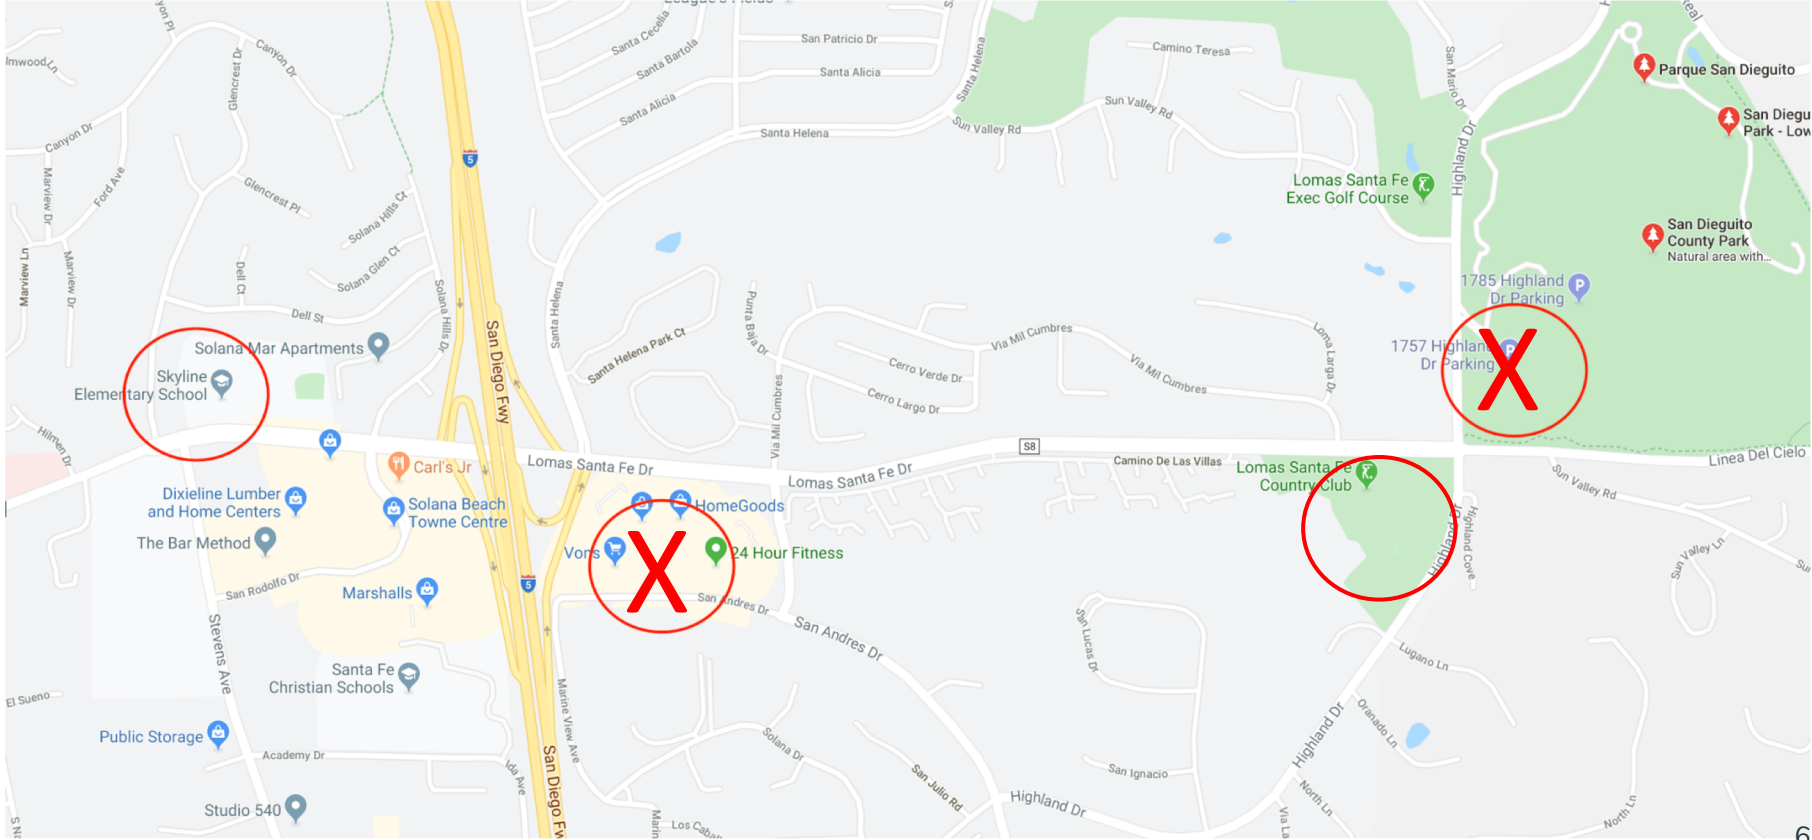 San Patricio Dr
Santa Cecelia
Santa Bartola
Santa Alicia
Santa Alicia
Santa Helena
Santa Helena
Camino Teresa
Sun Valley Rd
Sun Valley Rd
San Mario Dr
Highland Dr
Parque San Dieguito
San Diegu
Park - Low
Canyon Dr
Glencrest Dr
Canyon Dr
Ford Ave
Marview Dr
Glencrest Pl
Solana Hills Ct
Solana Glen Ct
Dell Ct
Dell St
Marview Ln
Marview Dr
Solana Hills Dr
5
Lomas Santa Fe
Exec Golf Course
San Dieguito
County Park
Natural area with...
1785 Highland
Dr Parking
1757 Highland
Dr Parking
X
Santa Helena
Santa Helena Park Ct
Punta Baja Dr
Via Mil Cumbres
Via Mil Cumbres
Via Mil Cumbres
Cerro Verde Dr
Cerro Largo Dr
Loma Larga Dr
San Diego Fwy
Solana Mar Apartments
Skyline
Elementary School
Hilmen Dr
Carl's Jr
Lomas Santa Fe Dr
Lomas Santa Fe Dr
S8
Camino De Las Villas
Lomas Santa Fe
Country Club
Linea Del Cielo
Sun Valley Rd
Dixieline Lumber
and Home Centers
Solana Beach
Towne Centre
HomeGoods
The Bar Method
Vons
X
24 Hour Fitness
San Rodolfo Dr
Marshalls
5
San Andres Dr
San Andres Dr
Highland Dr
Highland Cove
Sun Valley Ln
Stevens Ave
San Lucas Dr
Lugano Ln
Santa Fe
Christian Schools
El Sueno
Public Storage
Academy Dr
Marine View Ave
Solana Dr
San Julio Rd
San Ignacio
Highland Dr
Oranado Ln
Highland Dr
North Ln
North Ln
Studio 540
San Diego Fw
Los Cabal
Marin
Via La
6